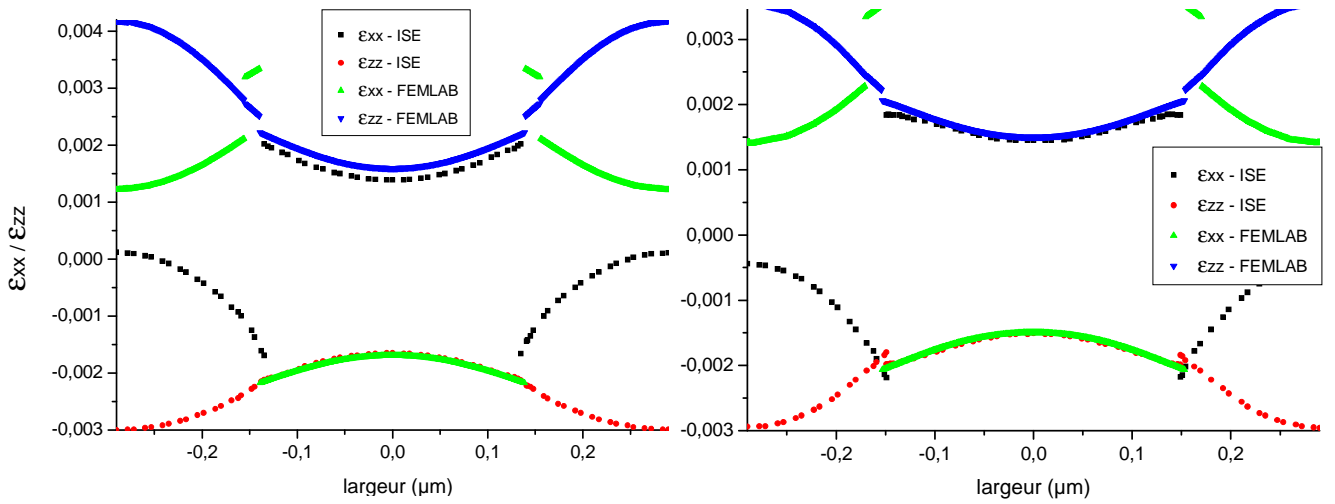 εxx / εzz
0,004
0,003
0,002
0,001
0,000
-0,001
-0,002
-0,003
-0,2
-0,1
0,0
0,1
0,2
largeur (µm)
εxx - ISE
εzz - ISE
εxx - FEMLAB
εzz - FEMLAB
0,003
0,002
0,001
0,000
-0,001
-0,002
-0,003
-0,2
-0,1
0,0
0,1
0,2
largeur (µm)
εxx - ISE
εzz - ISE
εxx - FEMLAB
εzz - FEMLAB